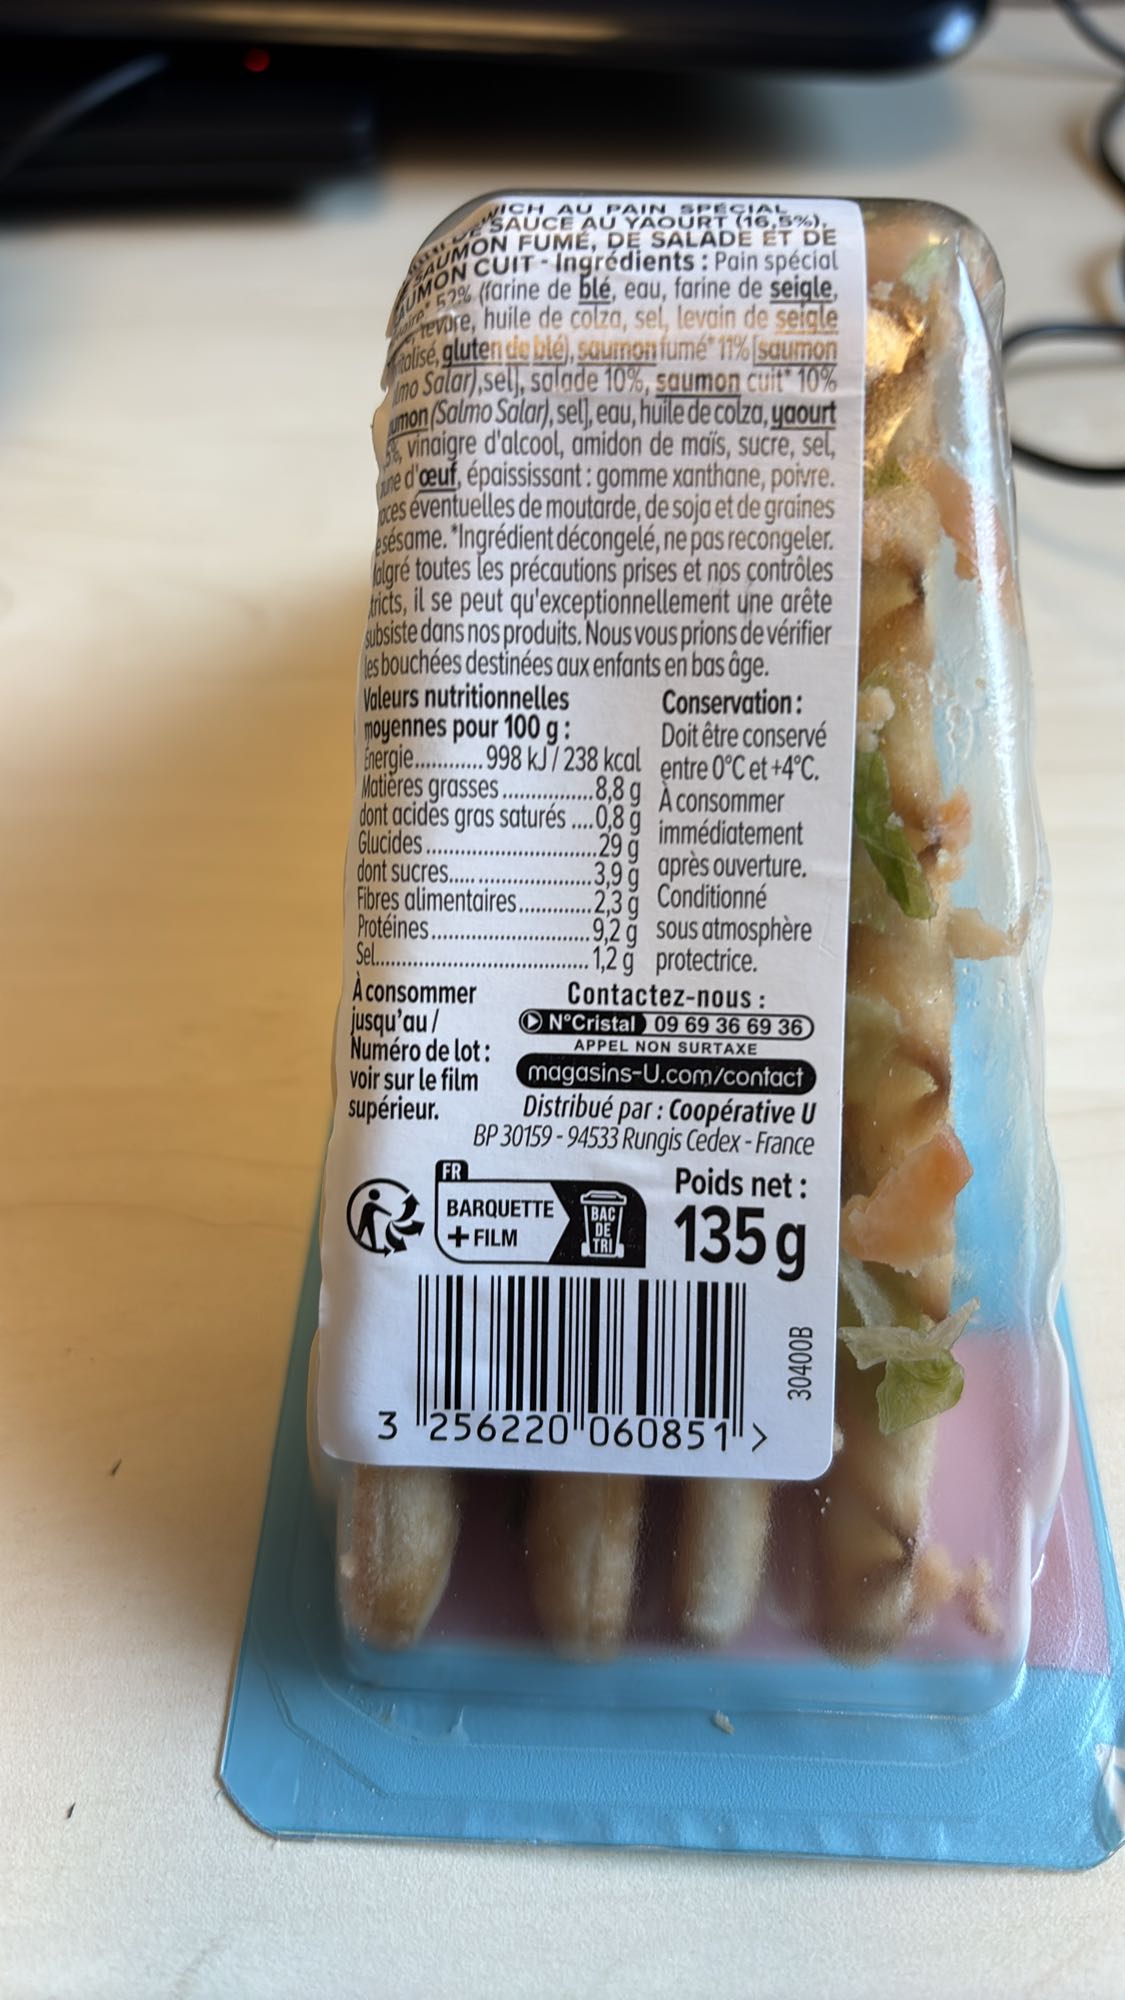 WICH AU PAIN SPÉCIAL
SAUCE AU YAOURT (16,5%),
SAUMON FUMÉ, DE SALADE ET DE
SAUMON CUIT - Ingrédients : Pain spécial
52% (farine de blé, eau, farine de seigle,
levure, huile de colza, sel, levain de seigle
gluten de blé), saumon fumé* 11% [saumon
Salar), sel], salade 10%, saumon cuit* 10%
(Salmo Salar), sel], eau, huile de colza, yaourt
vinaigre d'alcool, amidon de maïs, sucre, sel,
d'œuf, épaississant : gomme xanthane, poivre.
éventuelles de moutarde, de soja et de graines
sésame. *Ingrédient décongelé, ne pas recongeler.
Malgré toutes les précautions prises et nos contrôles
stricts, il se peut qu'exceptionnellement une arête
subsiste dans nos produits. Nous vous prions de vérifier
les bouchées destinées aux enfants en bas âge.
Valeurs nutritionnelles
moyennes pour 100 g :
Énergie............. 998 kJ / 238 kcal
Matières grasses ................8,8 g
dont acides gras saturés ....0,8 g
Glucides ..............................29 g
dont sucres..........................3,9 g
Fibres alimentaires.............2,3 g
Protéines ............................9,2 g
Sel..................................... 1,2 g
Conservation :
Doit être conservé
entre 0°C et +4°C.
À consommer
immédiatement
après ouverture.
Conditionné
sous atmosphère
protectrice.
À consommer
jusqu'au /
Numéro de lot :
voir sur le film
supérieur.
Contactez-nous :
N°Cristal 09 69 36 69 36
APPEL NON SURTAXE
magasins-U.com/contact
Distribué par : Coopérative U
BP 30159 - 94533 Rungis Cedex - France
FR
BARQUETTE
+ FILM
BAC
DE
TRI
Poids net :
135 g
30400B
3 256220 060851 >